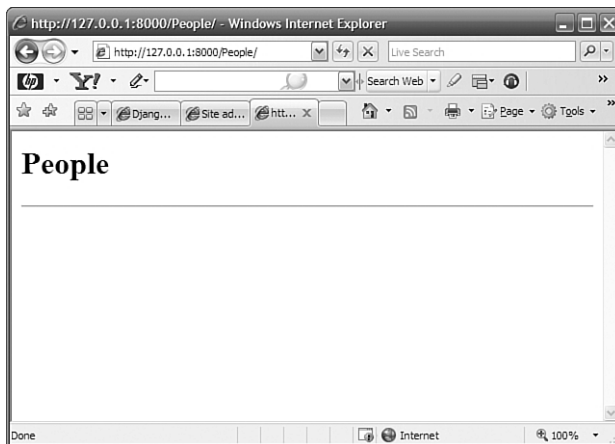 http://127.0.0.1:8000/People/ - Windows Internet Explorer
http://127.0.0.1:8000/People/ Live Search
hp Y! Search Web »
Djang... Site ad... htt... X Page Tools »
People
Done Internet 100%